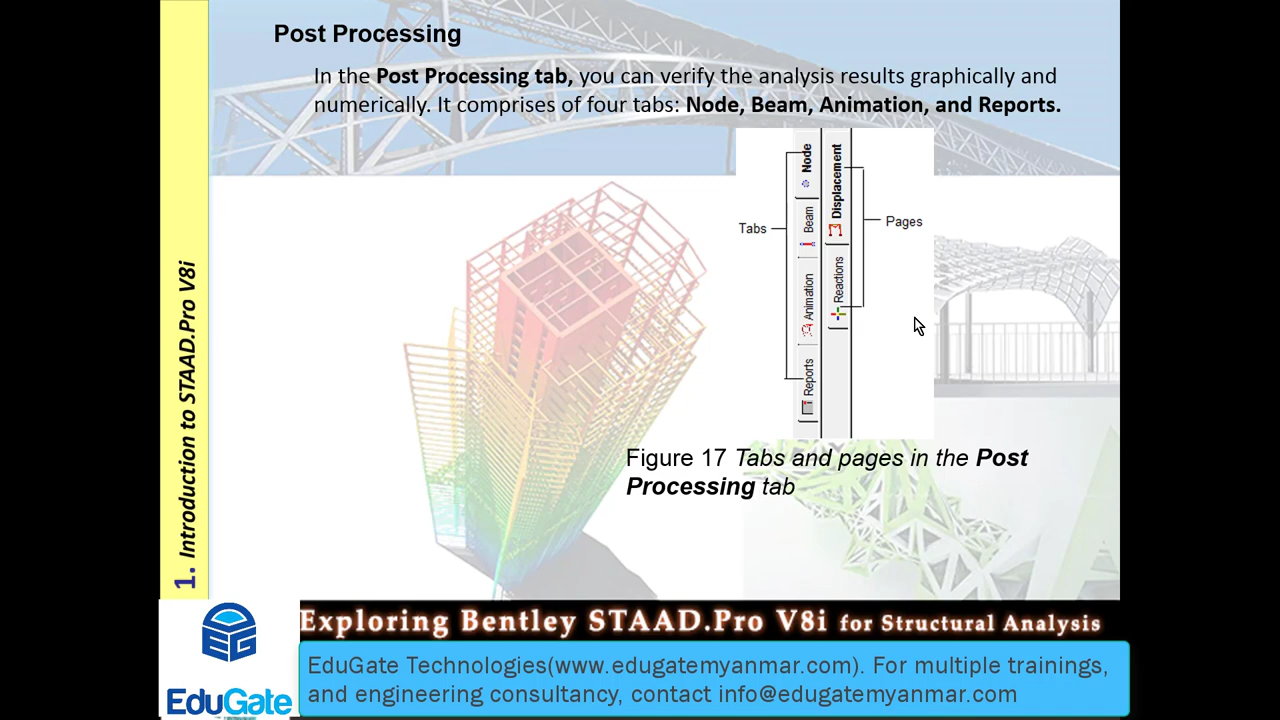 Post Processing
In the Post Processing tab, you can verify the analysis results graphically and
numerically. It comprises of four tabs: Node, Beam, Animation, and Reports.
Tabs
Node
Beam
Animation
Reports
Displacement
Reactions
Pages
Figure 17 Tabs and pages in the Post
Processing tab
1. Introduction to STAAD.Pro V8i
Exploring Bentley STAAD.Pro V8i for Structural Analysis
EG
EduGate
EduGate Technologies(www.edugatemyanmar.com). For multiple trainings,
and engineering consultancy, contact info@edugatemyanmar.com